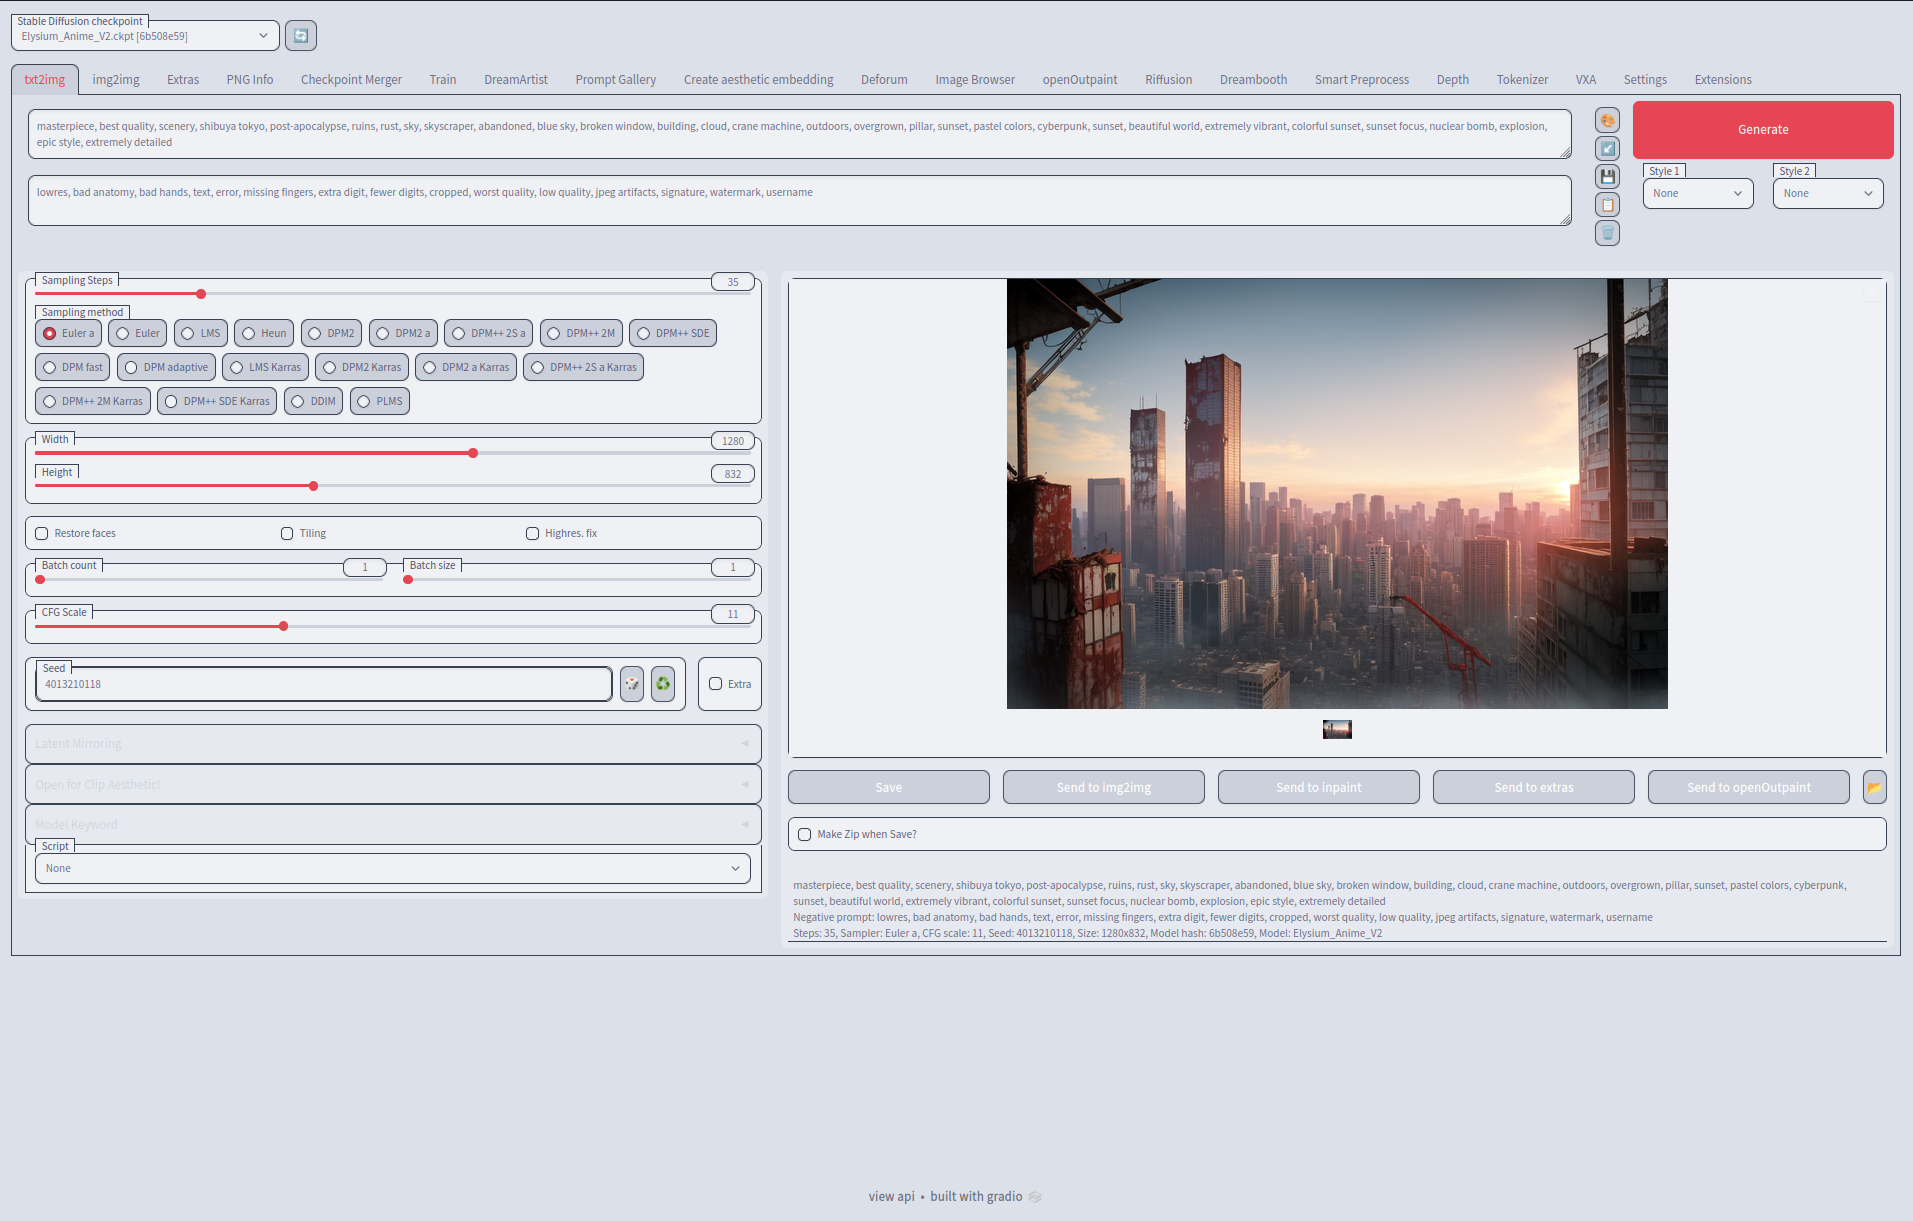 Stable Diffusion checkpoint
Elysium_Anime_V2.ckpt [6b508e59]
txt2img img2img Extras PNG Info Checkpoint Merger Train DreamArtist Prompt Gallery Create aesthetic embedding Deforum Image Browser openOutpaint Riffusion Dreambooth Smart Preprocess Depth Tokenizer VXA Settings Extensions
masterpiece, best quality, scenery, shibuya tokyo, post-apocalypse, ruins, rust, sky, skyscraper, abandoned, blue sky, broken window, building, cloud, crane machine, outdoors, overgrown, pillar, sunset, pastel colors, cyberpunk, sunset, beautiful world, extremely vibrant, colorful sunset, sunset focus, nuclear bomb, explosion,
epic style, extremely detailed
lowres, bad anatomy, bad hands, text, error, missing fingers, extra digit, fewer digits, cropped, worst quality, low quality, jpeg artifacts, signature, watermark, username
Generate
Style 1 Style 2
None None
Sampling Steps 35
Sampling method
Euler a Euler LMS Heun DPM2 DPM2 a DPM++ 2S a DPM++ 2M DPM++ SDE
DPM fast DPM adaptive LMS Karras DPM2 Karras DPM2 a Karras DPM++ 2S a Karras
DPM++ 2M Karras DPM++ SDE Karras DDIM PLMS
Width 1280
Height 832
Restore faces Tiling Highres. fix
Batch count 1 Batch size 1
CFG Scale 11
Seed
4013210118 Extra
Latent Mirroring
Open for Clip Aesthetic!
Model Keyword
Script
None
Save Send to img2img Send to inpaint Send to extras Send to openOutpaint
Make Zip when Save?
masterpiece, best quality, scenery, shibuya tokyo, post-apocalypse, ruins, rust, sky, skyscraper, abandoned, blue sky, broken window, building, cloud, crane machine, outdoors, overgrown, pillar, sunset, pastel colors, cyberpunk,
sunset, beautiful world, extremely vibrant, colorful sunset, sunset focus, nuclear bomb, explosion, epic style, extremely detailed
Negative prompt: lowres, bad anatomy, bad hands, text, error, missing fingers, extra digit, fewer digits, cropped, worst quality, low quality, jpeg artifacts, signature, watermark, username
Steps: 35, Sampler: Euler a, CFG scale: 11, Seed: 4013210118, Size: 1280x832, Model hash: 6b508e59, Model: Elysium_Anime_V2
view api • built with gradio